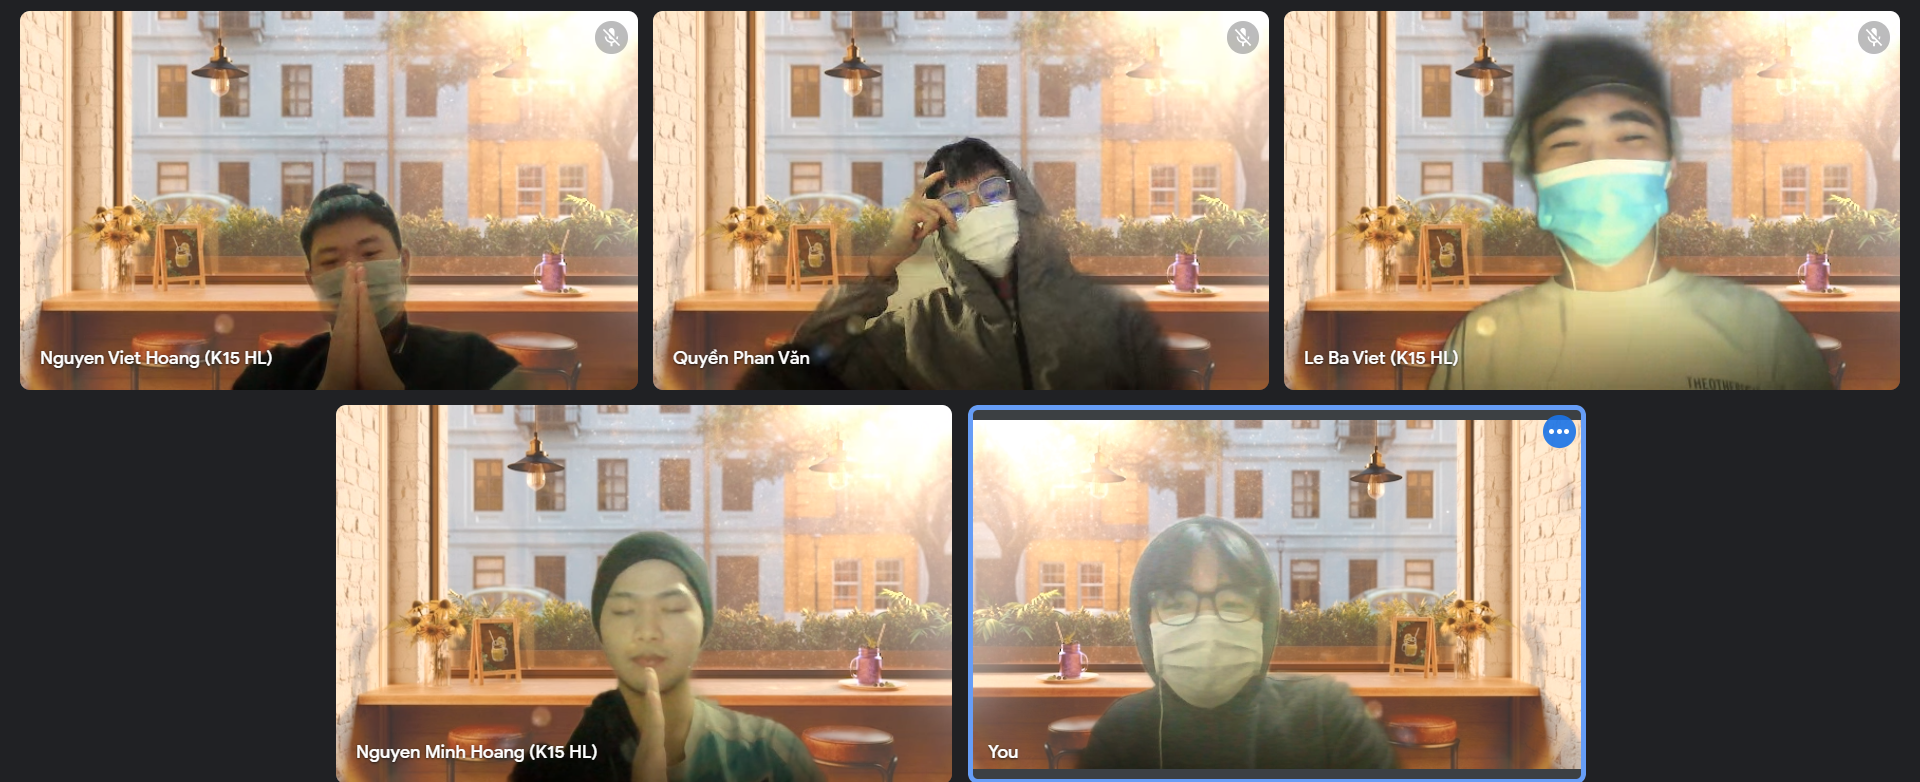 Nguyen Viet Hoang (K15 HL)
Quyền Phan Văn
Le Ba Viet (K15 HL)
Nguyen Minh Hoang (K15 HL)
You